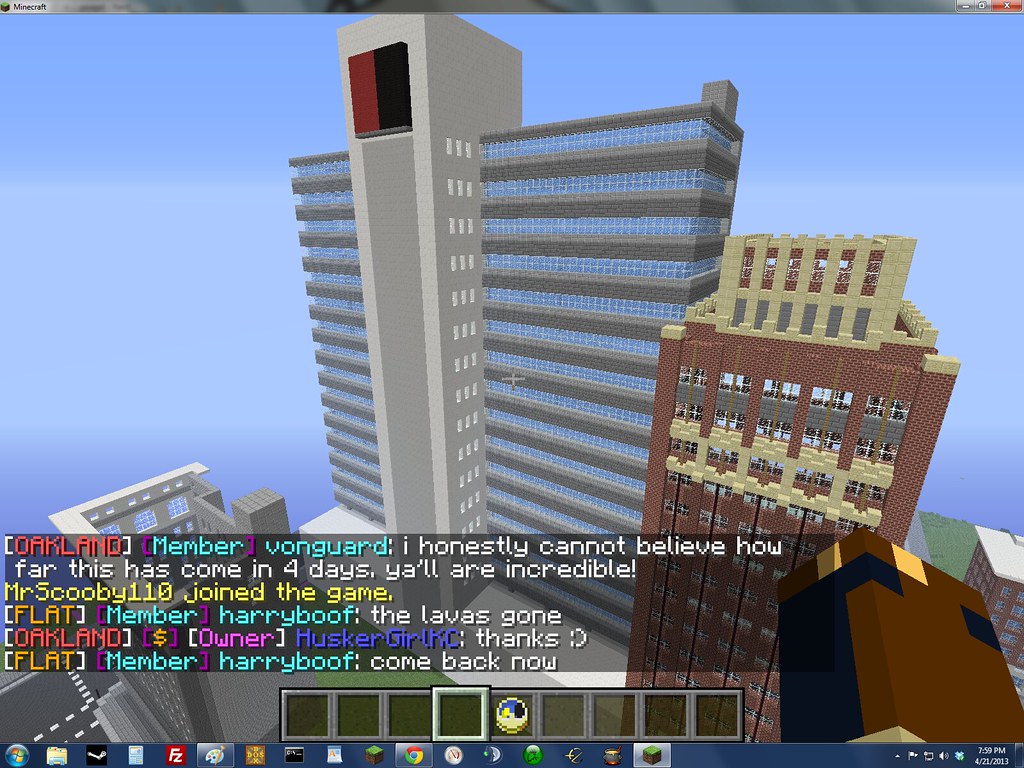 Minecraft
[OAKLAND] [Member] vonguard: i honestly cannot believe how
far this has come in 4 days. ya'll are incredible!
MrScooby110 joined the game.
[FLAT] [Member] harryboof: the lavas gone
[OAKLAND] [$] [Owner] HuskerGirlKC: thanks :)
[FLAT] [Member] harryboof: come back now
7:59 PM
4/21/2013